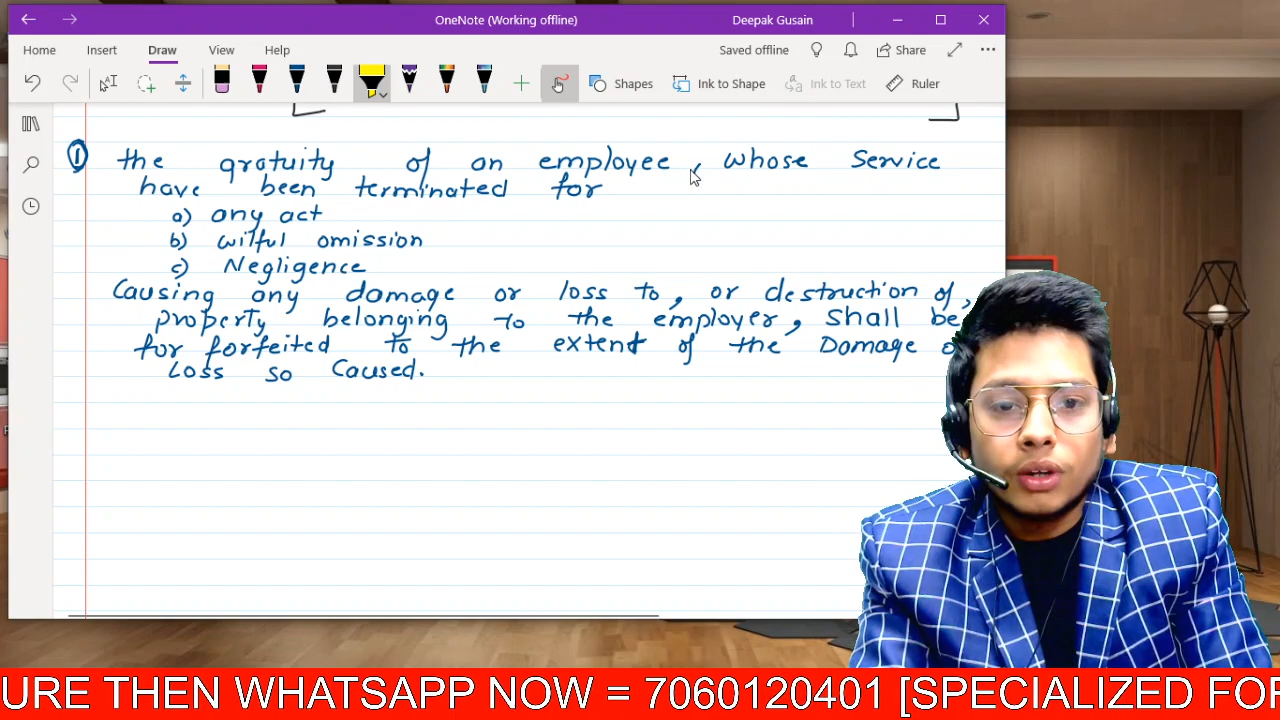 OneNote (Working offline)
Deepak Gusain
Home Insert Draw View Help
Saved offline
Share
Shapes
Ink to Shape
Ink to Text
Ruler
1 the gratuity of an employee, whose Service
have been terminated for
a) any act
b) wilful omission
c) Negligence
Causing any damage or loss to, or destruction of,
property belonging to the employer, shall be
for forfeited to the extent of the Damage
Loss so Caused.
URE THEN WHATSAPP NOW = 7060120401 [SPECIALIZED FOR